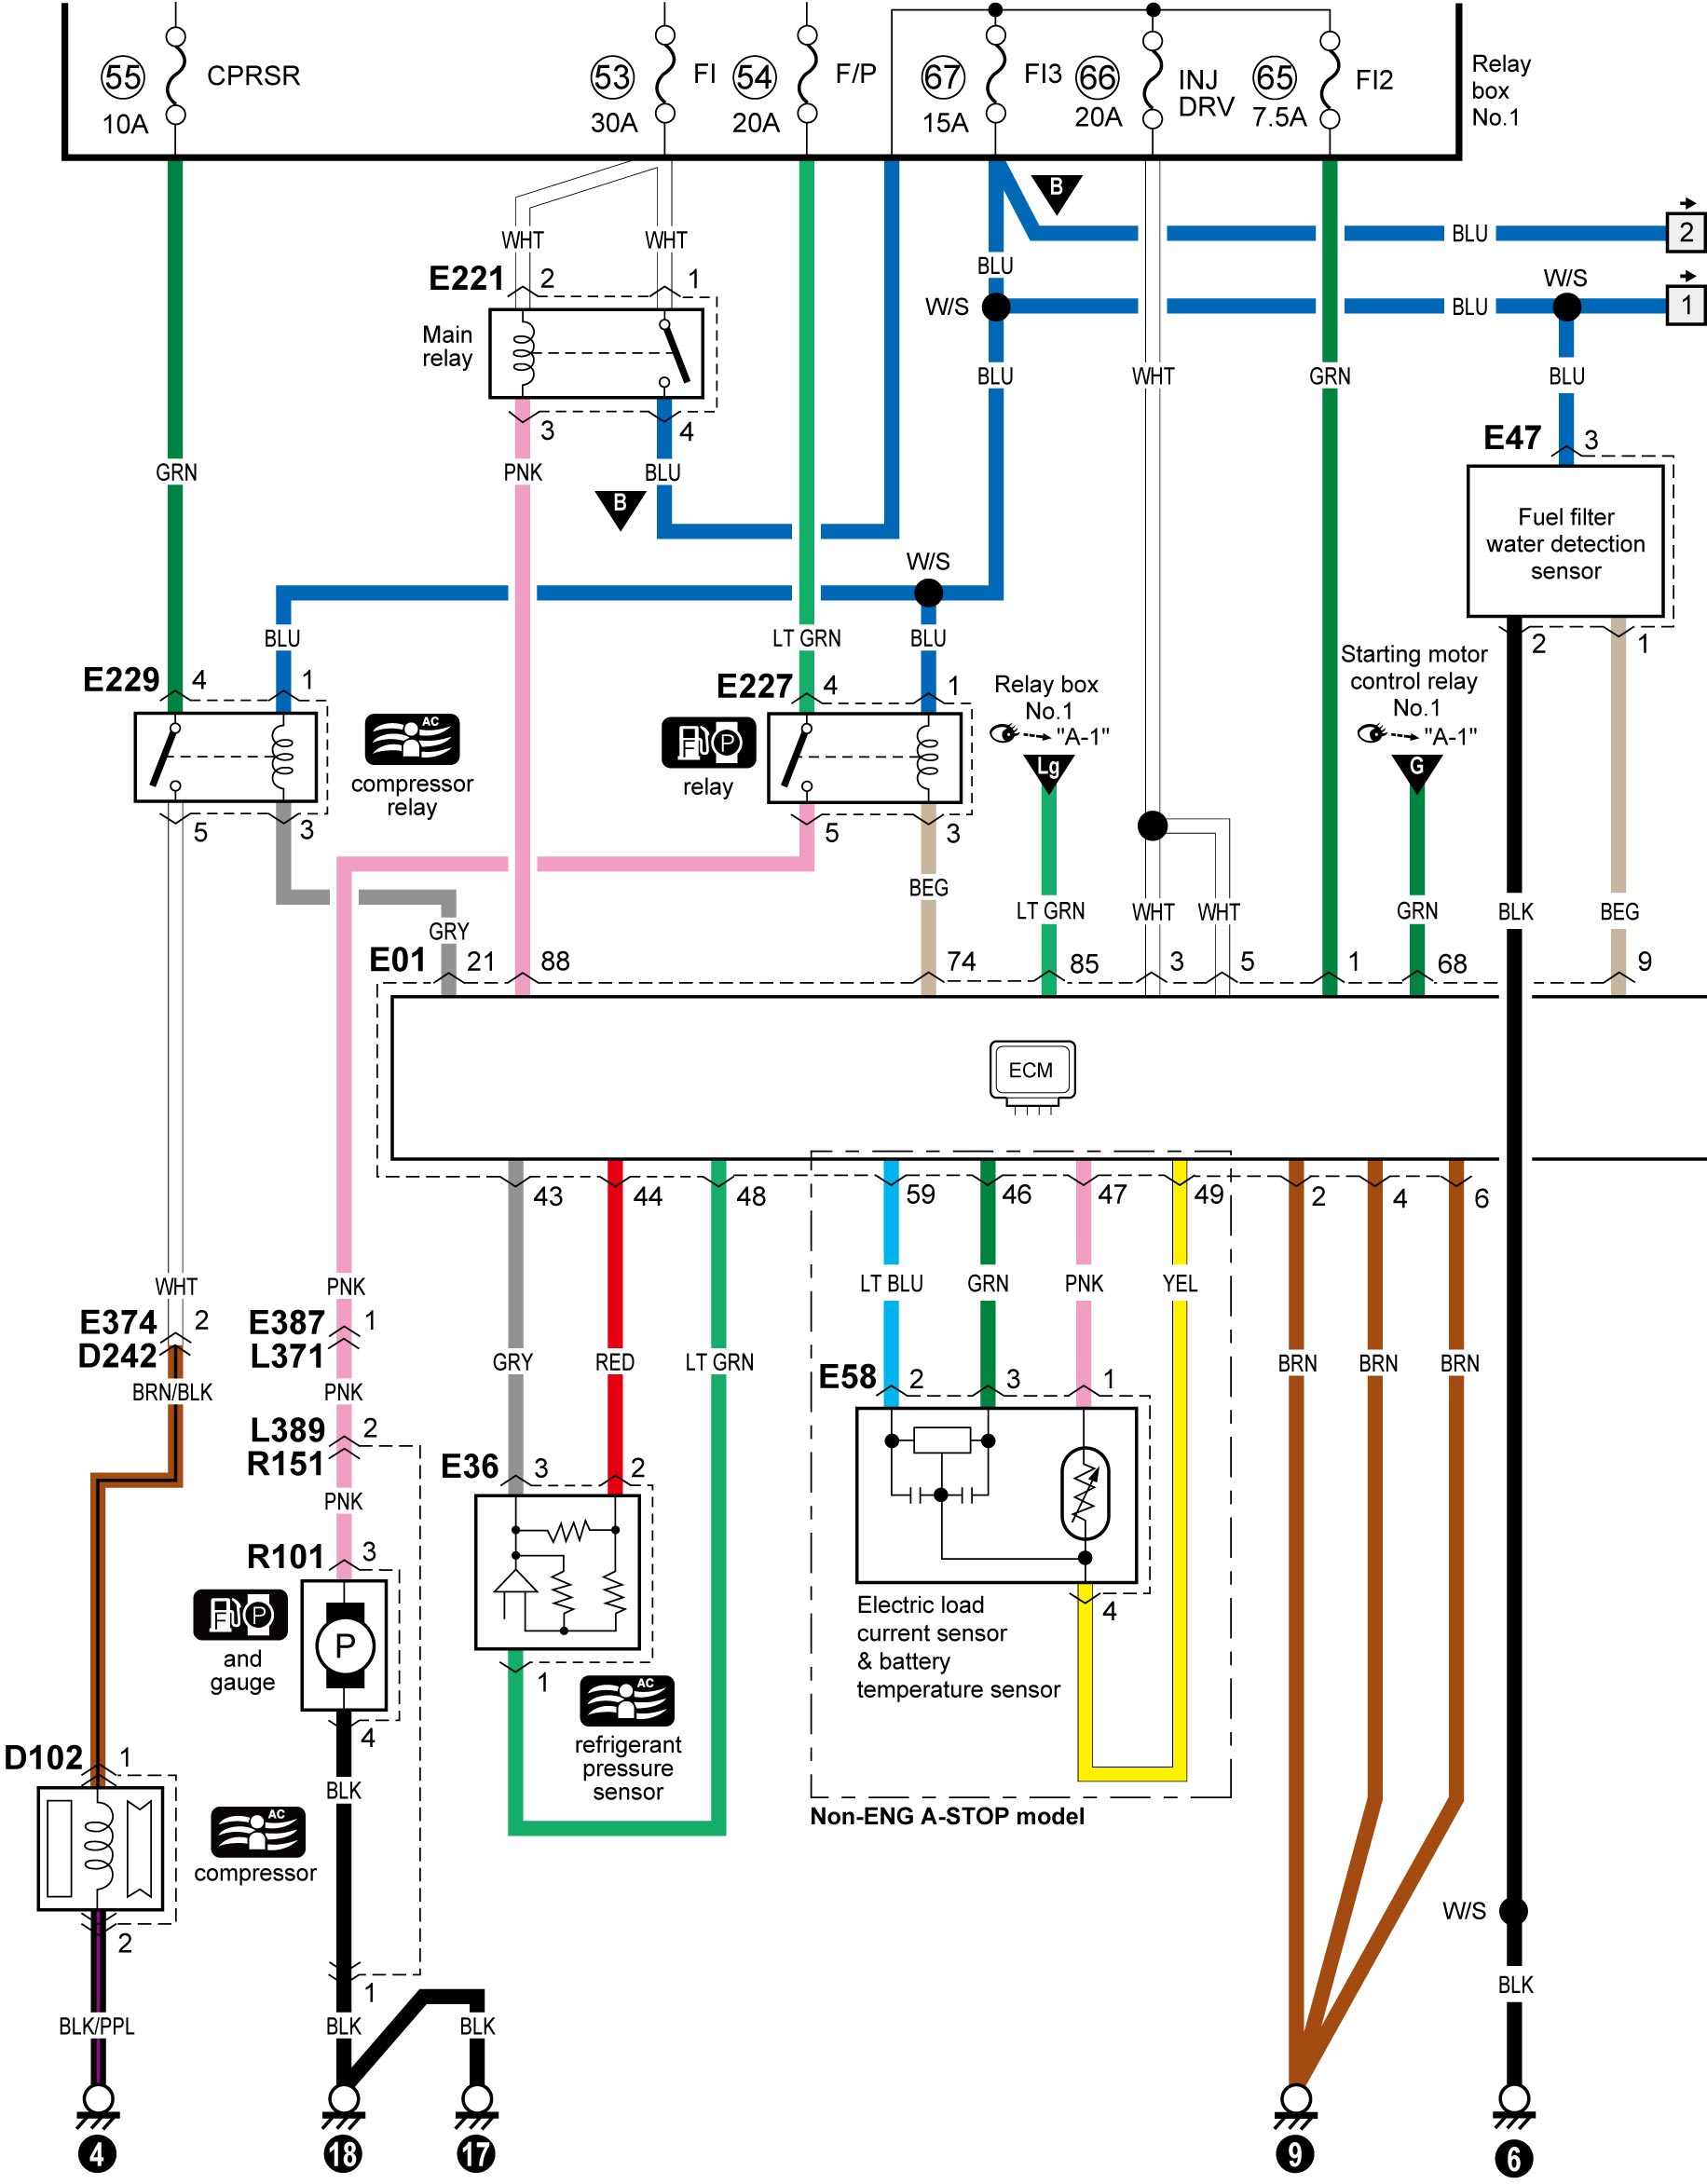 55
CPRSR
10A
53
FI
30A
54
F/P
20A
67
FI3
15A
66
INJ
DRV
20A
65
FI2
7.5A
Relay
box
No.1
B
BLU
2
WHT
WHT
BLU
W/S
E221
2
1
W/S
BLU
1
Main
relay
BLU
WHT
GRN
BLU
3
4
E47
3
GRN
PNK
BLU
B
Fuel filter
water detection
sensor
W/S
BLU
LT GRN
BLU
2
1
E229
4
1
E227
4
1
Relay box
No.1
"A-1"
Starting motor
control relay
No.1
"A-1"
AC
compressor
relay
F
P
relay
Lg
G
5
3
5
3
BEG
LT GRN
WHT
WHT
GRN
BLK
BEG
GRY
E01
21
88
74
85
3
5
1
68
9
ECM
43
44
48
59
46
47
49
2
4
6
WHT
PNK
LT BLU
GRN
PNK
YEL
E374
2
D242
E387
1
L371
GRY
RED
LT GRN
BRN
BRN
BRN
BRN/BLK
PNK
E58
2
3
1
L389
2
R151
E36
3
2
PNK
R101
3
F
P
and
gauge
P
4
Electric load
current sensor
& battery
temperature sensor
4
1
AC
refrigerant
pressure
sensor
D102
1
BLK
Non-ENG A-STOP model
AC
compressor
2
W/S
1
BLK
BLK/PPL
BLK
BLK
4
18
17
9
6